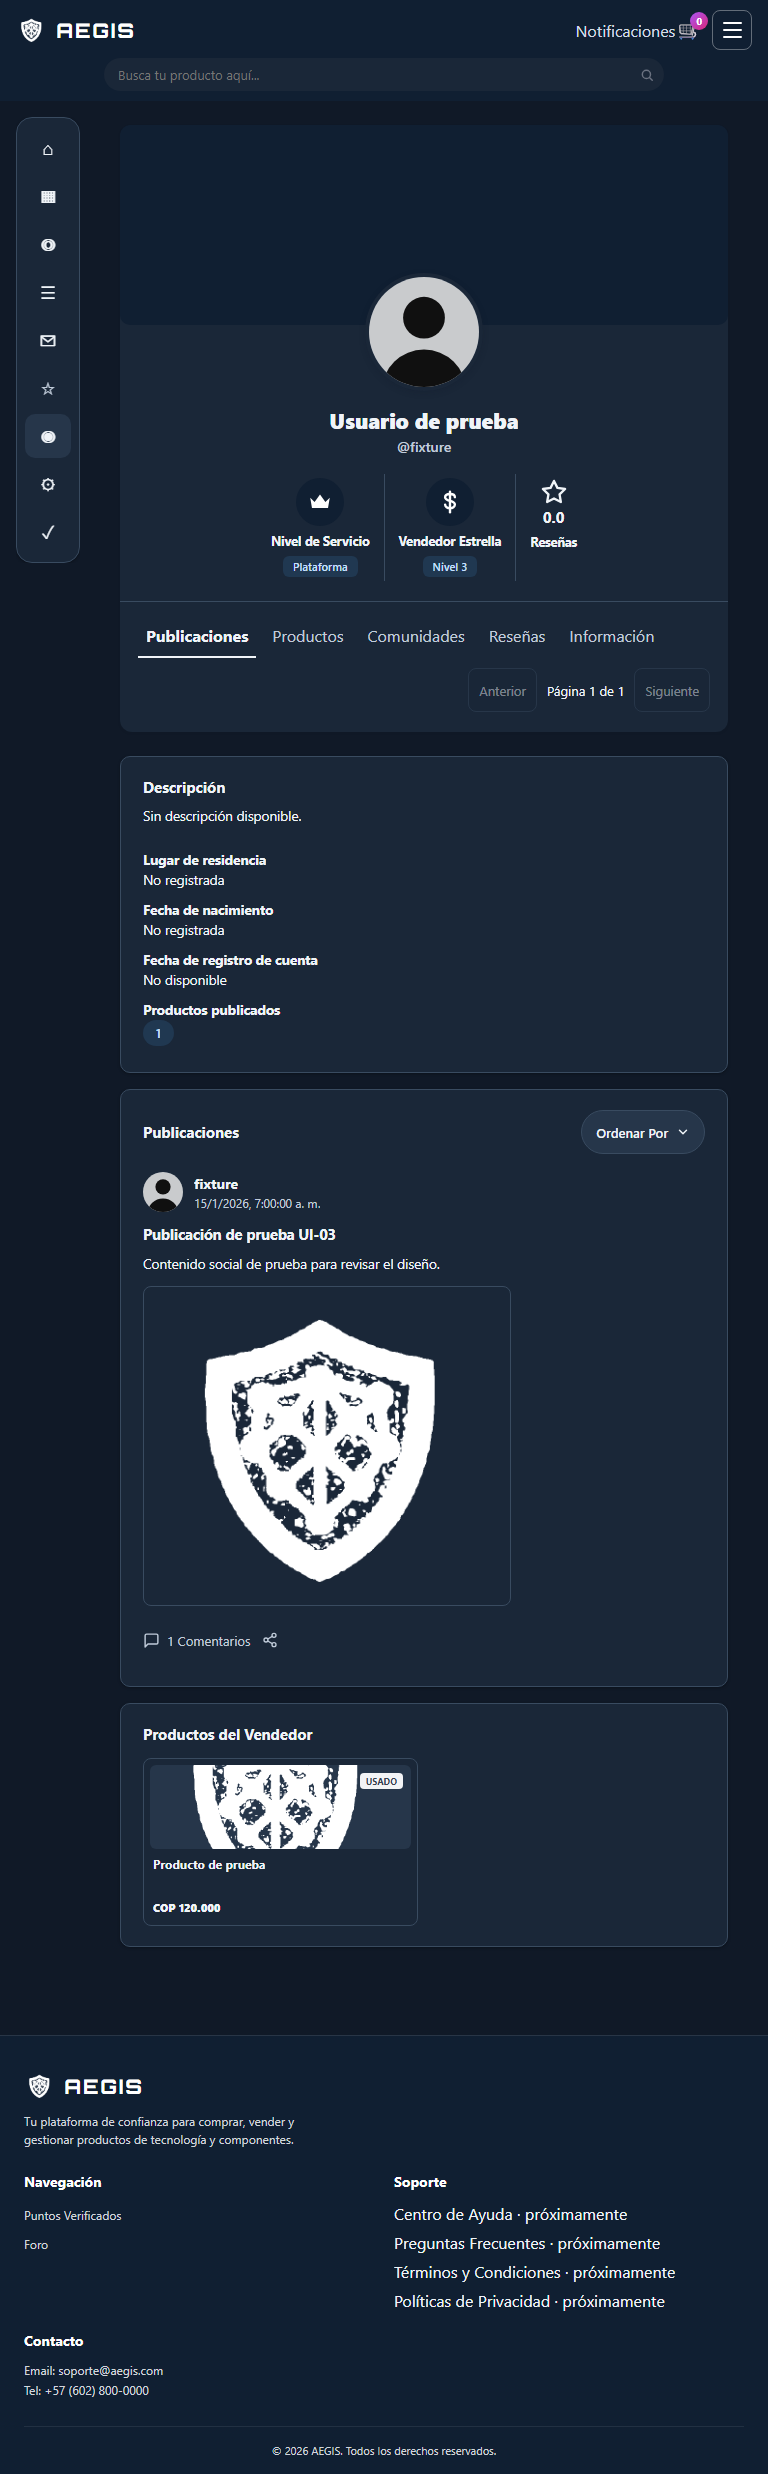 AEGIS
Notificaciones
0
Busca tu producto aquí...
Usuario de prueba
@fixture
Nivel de Servicio
Plataforma
Vendedor Estrella
Nivel 3
0.0
Reseñas
Publicaciones
Productos
Comunidades
Reseñas
Información
Anterior
Página 1 de 1
Siguiente
Descripción
Sin descripción disponible.
Lugar de residencia
No registrada
Fecha de nacimiento
No registrada
Fecha de registro de cuenta
No disponible
Productos publicados
1
Publicaciones
Ordenar Por
fixture
15/1/2026, 7:00:00 a. m.
Publicación de prueba UI-03
Contenido social de prueba para revisar el diseño.
1 Comentarios
Productos del Vendedor
USADO
Producto de prueba
COP 120.000
AEGIS
Tu plataforma de confianza para comprar, vender y
gestionar productos de tecnología y componentes.
Navegación
Puntos Verificados
Foro
Soporte
Centro de Ayuda · próximamente
Preguntas Frecuentes · próximamente
Términos y Condiciones · próximamente
Políticas de Privacidad · próximamente
Contacto
Email: soporte@aegis.com
Tel: +57 (602) 800-0000
© 2026 AEGIS. Todos los derechos reservados.